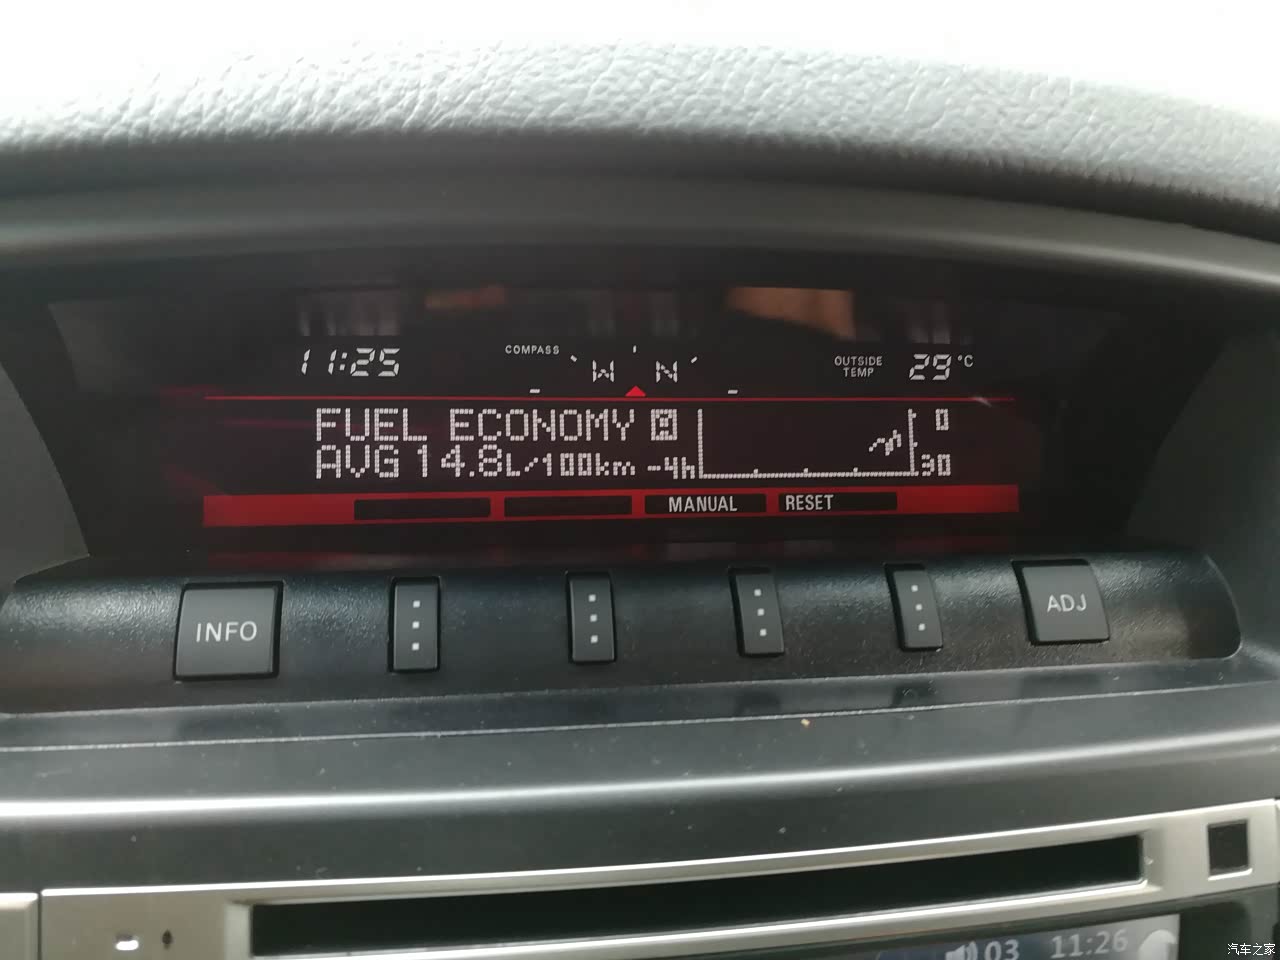 11:25 COMPASS W N OUTSIDE TEMP 29°C
FUEL ECONOMY 0
AVG 14.8L/100km -4h 30
MANUAL RESET
INFO ADJ
03 11:26
汽车之家